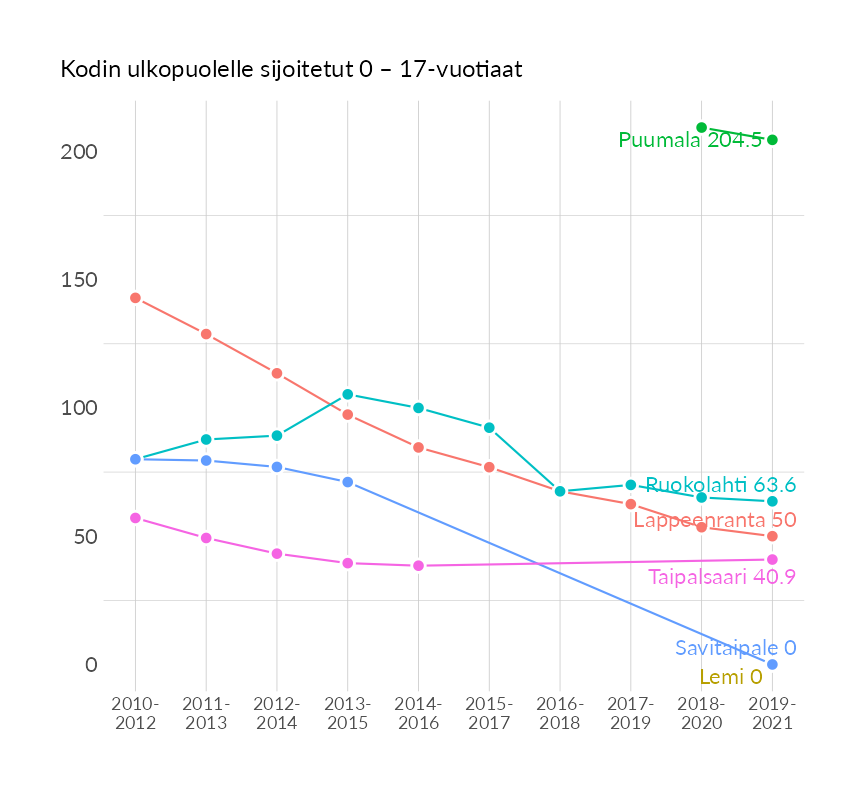 Kodin ulkopuolelle sijoitetut 0 – 17-vuotiaat
200
Puumala 204.5
150
100
Ruokolahti 63.6
Lappeenranta 50
50
Taipalsaari 40.9
Savitaipale 0
0
Lemi 0
2010- 2011- 2012- 2013- 2014- 2015- 2016- 2017- 2018- 2019-
2012 2013 2014 2015 2016 2017 2018 2019 2020 2021